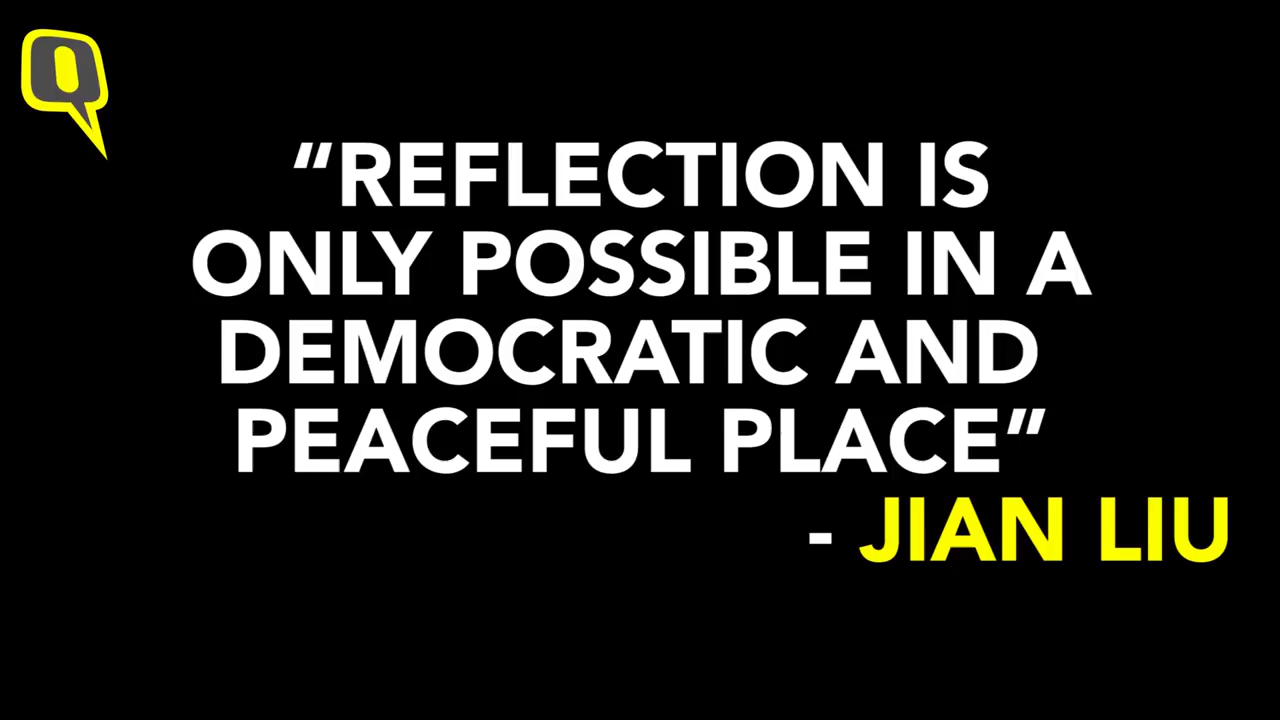 “REFLECTION IS
ONLY POSSIBLE IN A
DEMOCRATIC AND
PEACEFUL PLACE”
- JIAN LIU